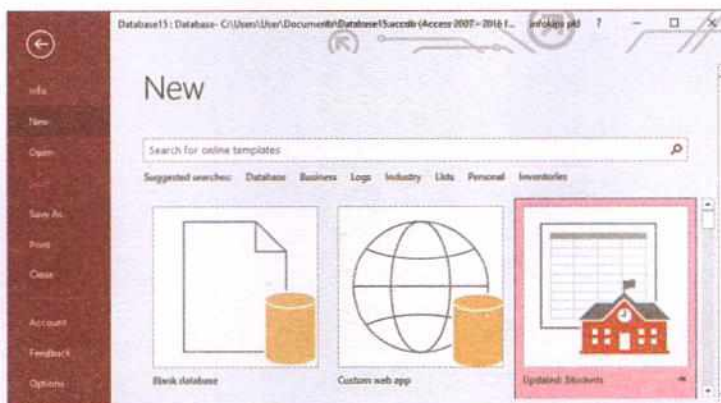 Database15 : Database- C:\Users\User\Documents\Database15.accdb (Access 2007 - 2016 f... ?
Info
New
Open
Save
Save As
Print
Close
Account
Feedback
Options
New
Search for online templates
Suggested searches: Database Business Logs Industry Lists Personal Inventories
Blank database
Custom web app
Updated: Students